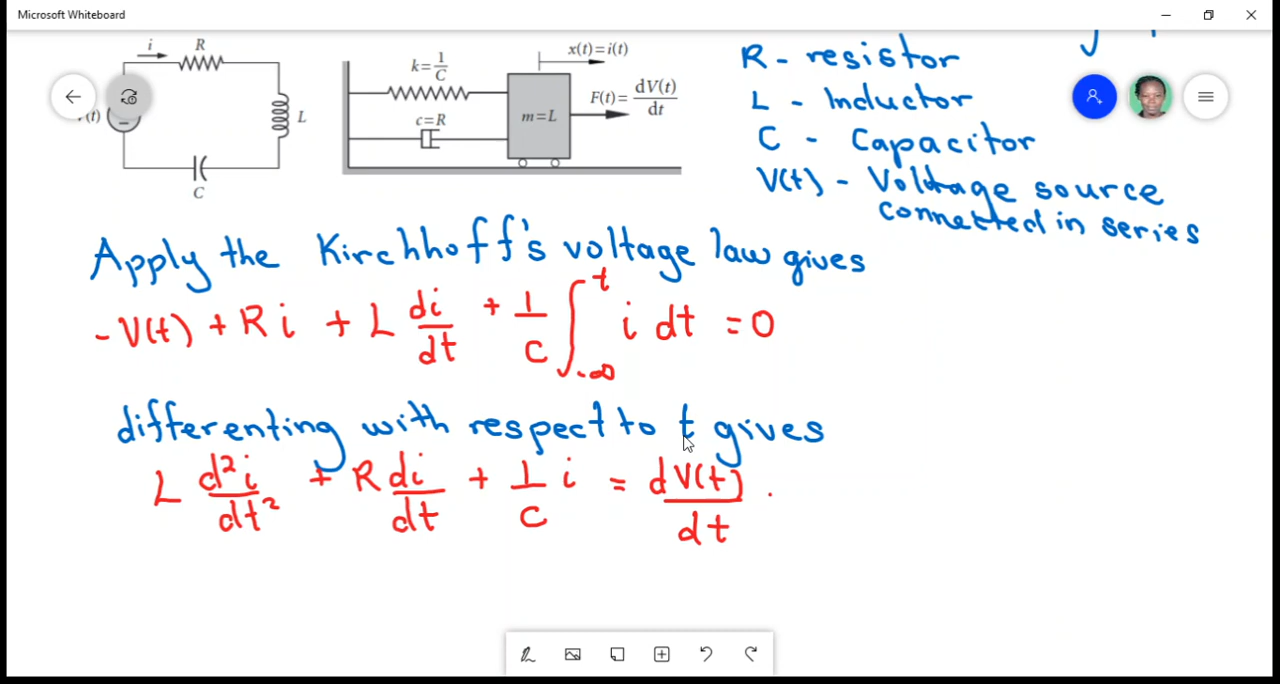 Microsoft Whiteboard
i R
(t)
L
C
k=1/C
c=R
m=L
x(t)=i(t)
F(t)=dV(t)/dt
R - resistor
L - Inductor
C - Capacitor
V(t) - Voltage source
connected in series
Apply the Kirchhoff's voltage law gives
-V(t) + Ri + L di/dt + 1/C ∫_{-∞}^{t} i dt = 0
differenting with respect to t gives
L d²i/dt² + R di/dt + 1/C i = dV(t)/dt.